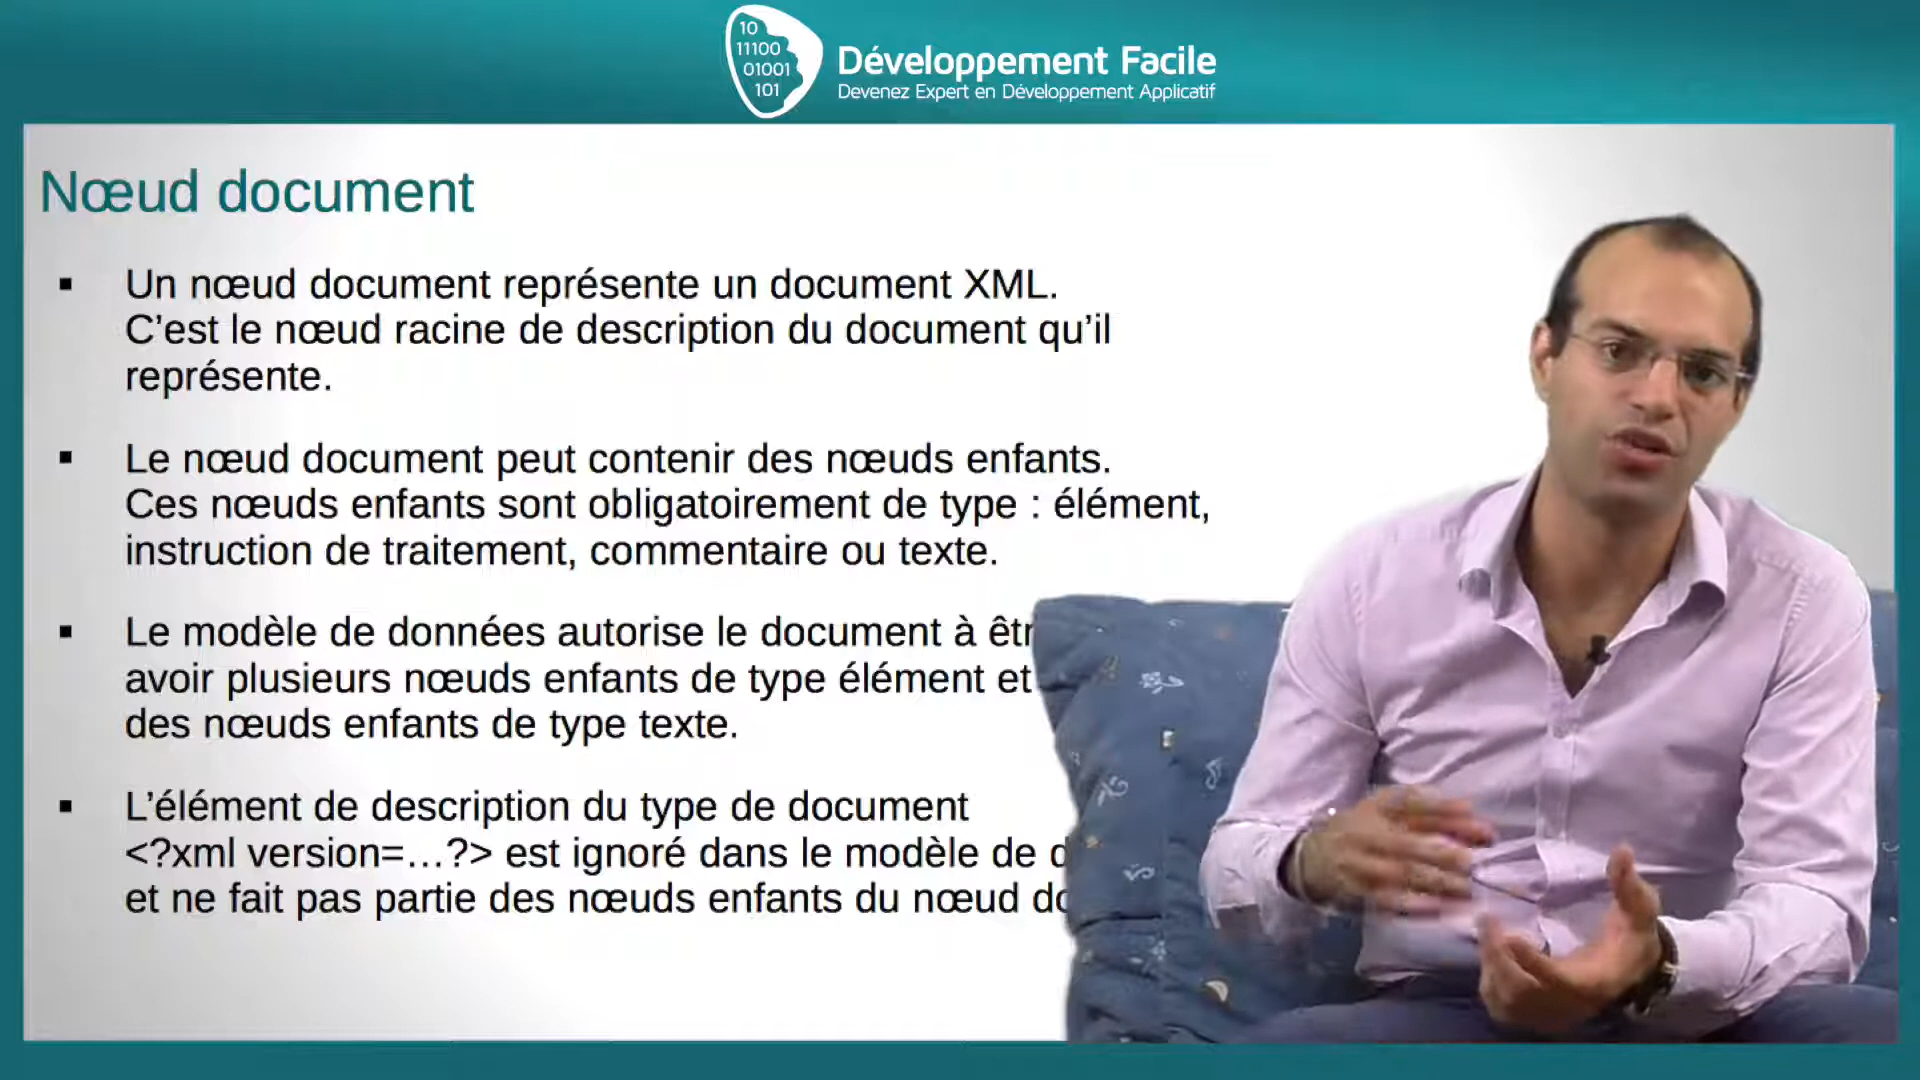 10
11100
01001
101
Développement Facile
Devenez Expert en Développement Applicatif
Nœud document
▪ Un nœud document représente un document XML.
C’est le nœud racine de description du document qu’il
représente.
▪ Le nœud document peut contenir des nœuds enfants.
Ces nœuds enfants sont obligatoirement de type : élément,
instruction de traitement, commentaire ou texte.
▪ Le modèle de données autorise le document à
avoir plusieurs nœuds enfants de type élément et
des nœuds enfants de type texte.
▪ L’élément de description du type de document
<?xml version=…?> est ignoré dans le modèle de
et ne fait pas partie des nœuds enfants du nœud